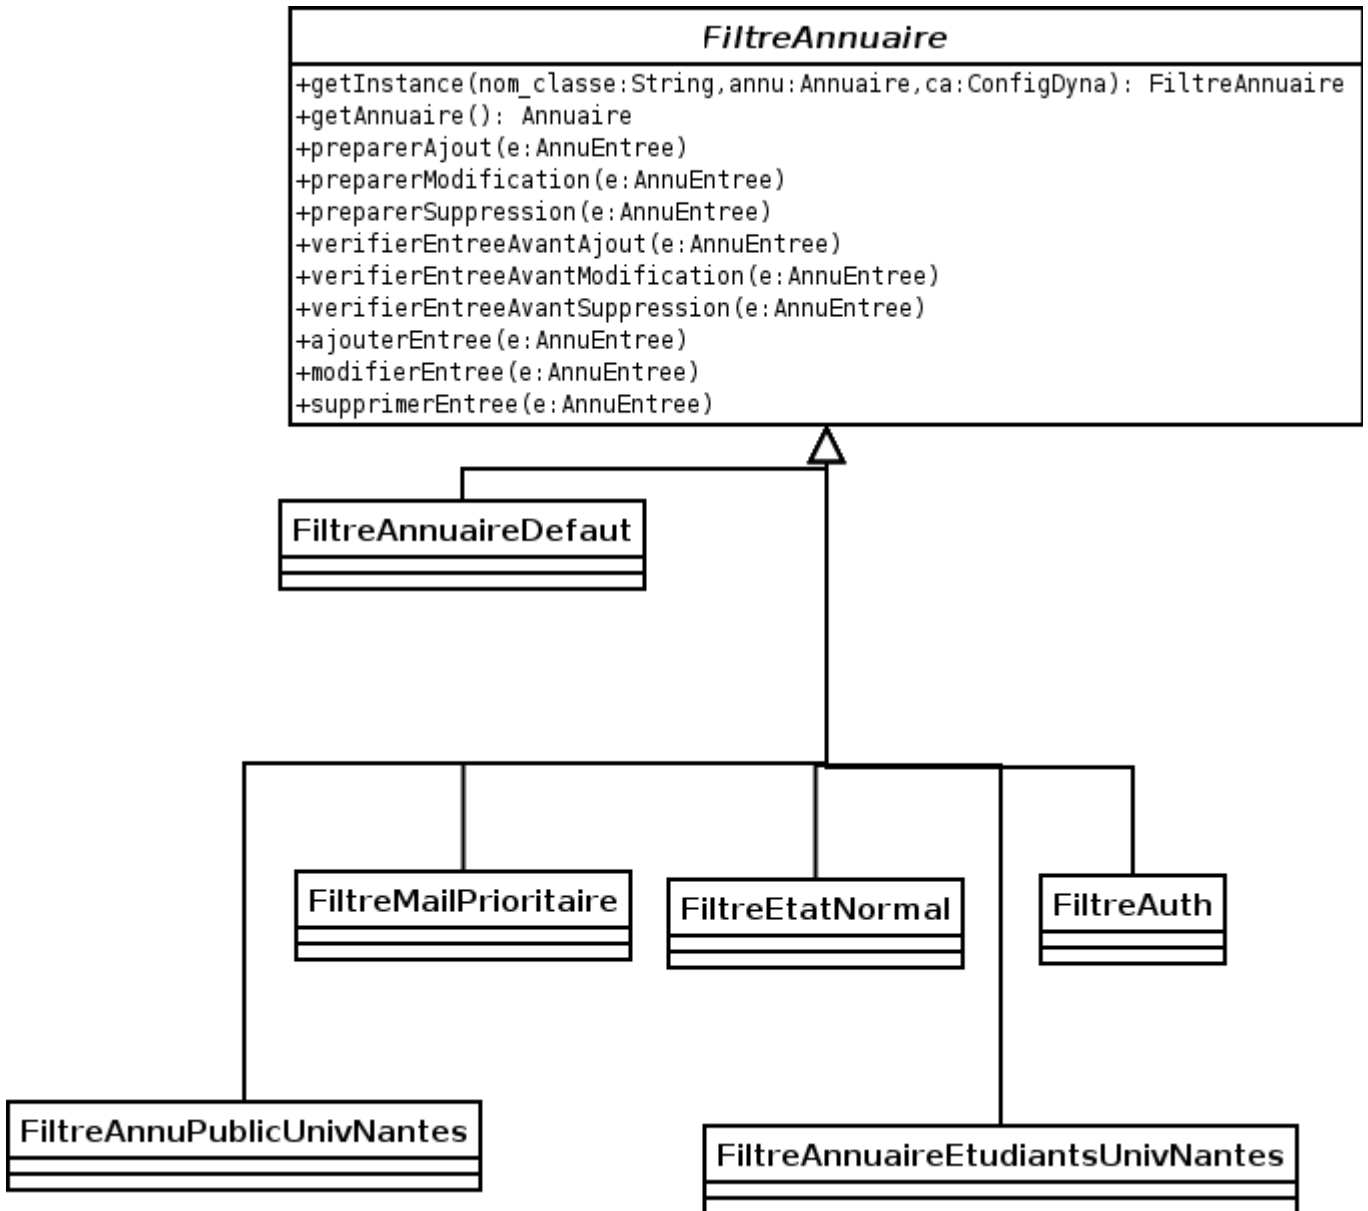 FiltreAnnuaire
+getInstance(nom_classe:String,annu:Annuaire,ca:ConfigDyna): FiltreAnnuaire
+getAnnuaire(): Annuaire
+preparerAjout(e:AnnuEntree)
+preparerModification(e:AnnuEntree)
+preparerSuppression(e:AnnuEntree)
+verifierEntreeAvantAjout(e:AnnuEntree)
+verifierEntreeAvantModification(e:AnnuEntree)
+verifierEntreeAvantSuppression(e:AnnuEntree)
+ajouterEntree(e:AnnuEntree)
+modifierEntree(e:AnnuEntree)
+supprimerEntree(e:AnnuEntree)
FiltreAnnuaireDefaut
FiltreMailPrioritaire
FiltreEtatNormal
FiltreAuth
FiltreAnnuPublicUnivNantes
FiltreAnnuaireEtudiantsUnivNantes